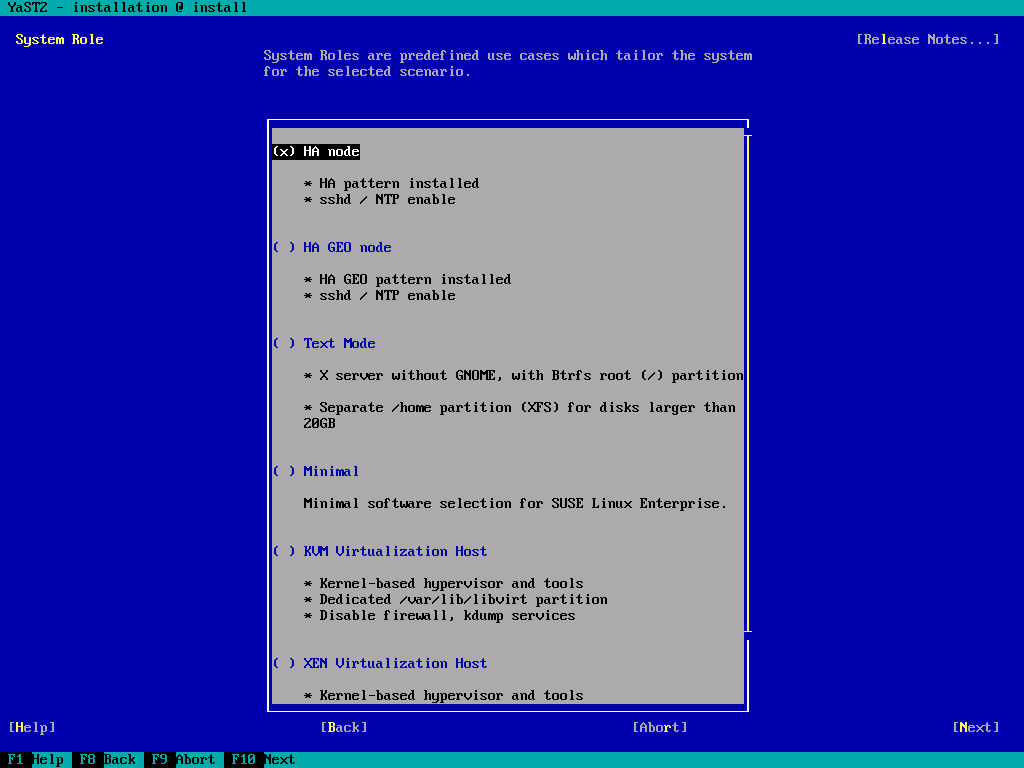 YaST2 - installation @ install
System Role [Release Notes...]
System Roles are predefined use cases which tailor the system
for the selected scenario.
(x) HA node
* HA pattern installed
* sshd / NTP enable
( ) HA GEO node
* HA GEO pattern installed
* sshd / NTP enable
( ) Text Mode
* X server without GNOME, with Btrfs root (/) partition
* Separate /home partition (XFS) for disks larger than
20GB
( ) Minimal
Minimal software selection for SUSE Linux Enterprise.
( ) KVM Virtualization Host
* Kernel-based hypervisor and tools
* Dedicated /var/lib/libvirt partition
* Disable firewall, kdump services
( ) XEN Virtualization Host
* Kernel-based hypervisor and tools
[Help] [Back] [Abort] [Next]
F1 Help F8 Back F9 Abort F10 Next